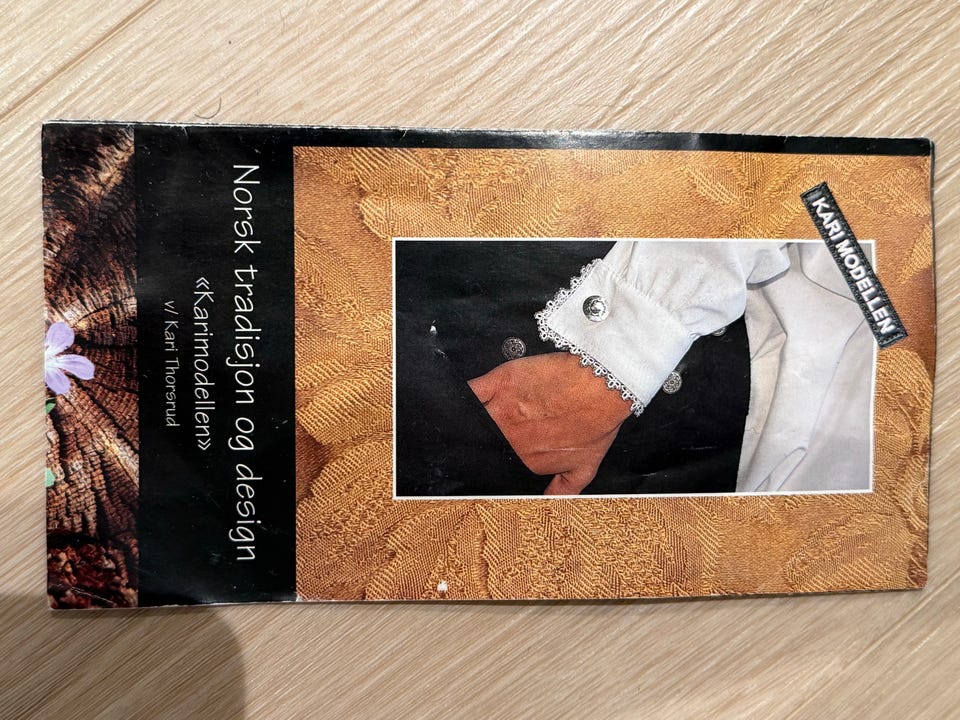 KARI MODELLEN
Norsk tradisjon og design
«Karimodellen»
v/ Kari Thorsrud